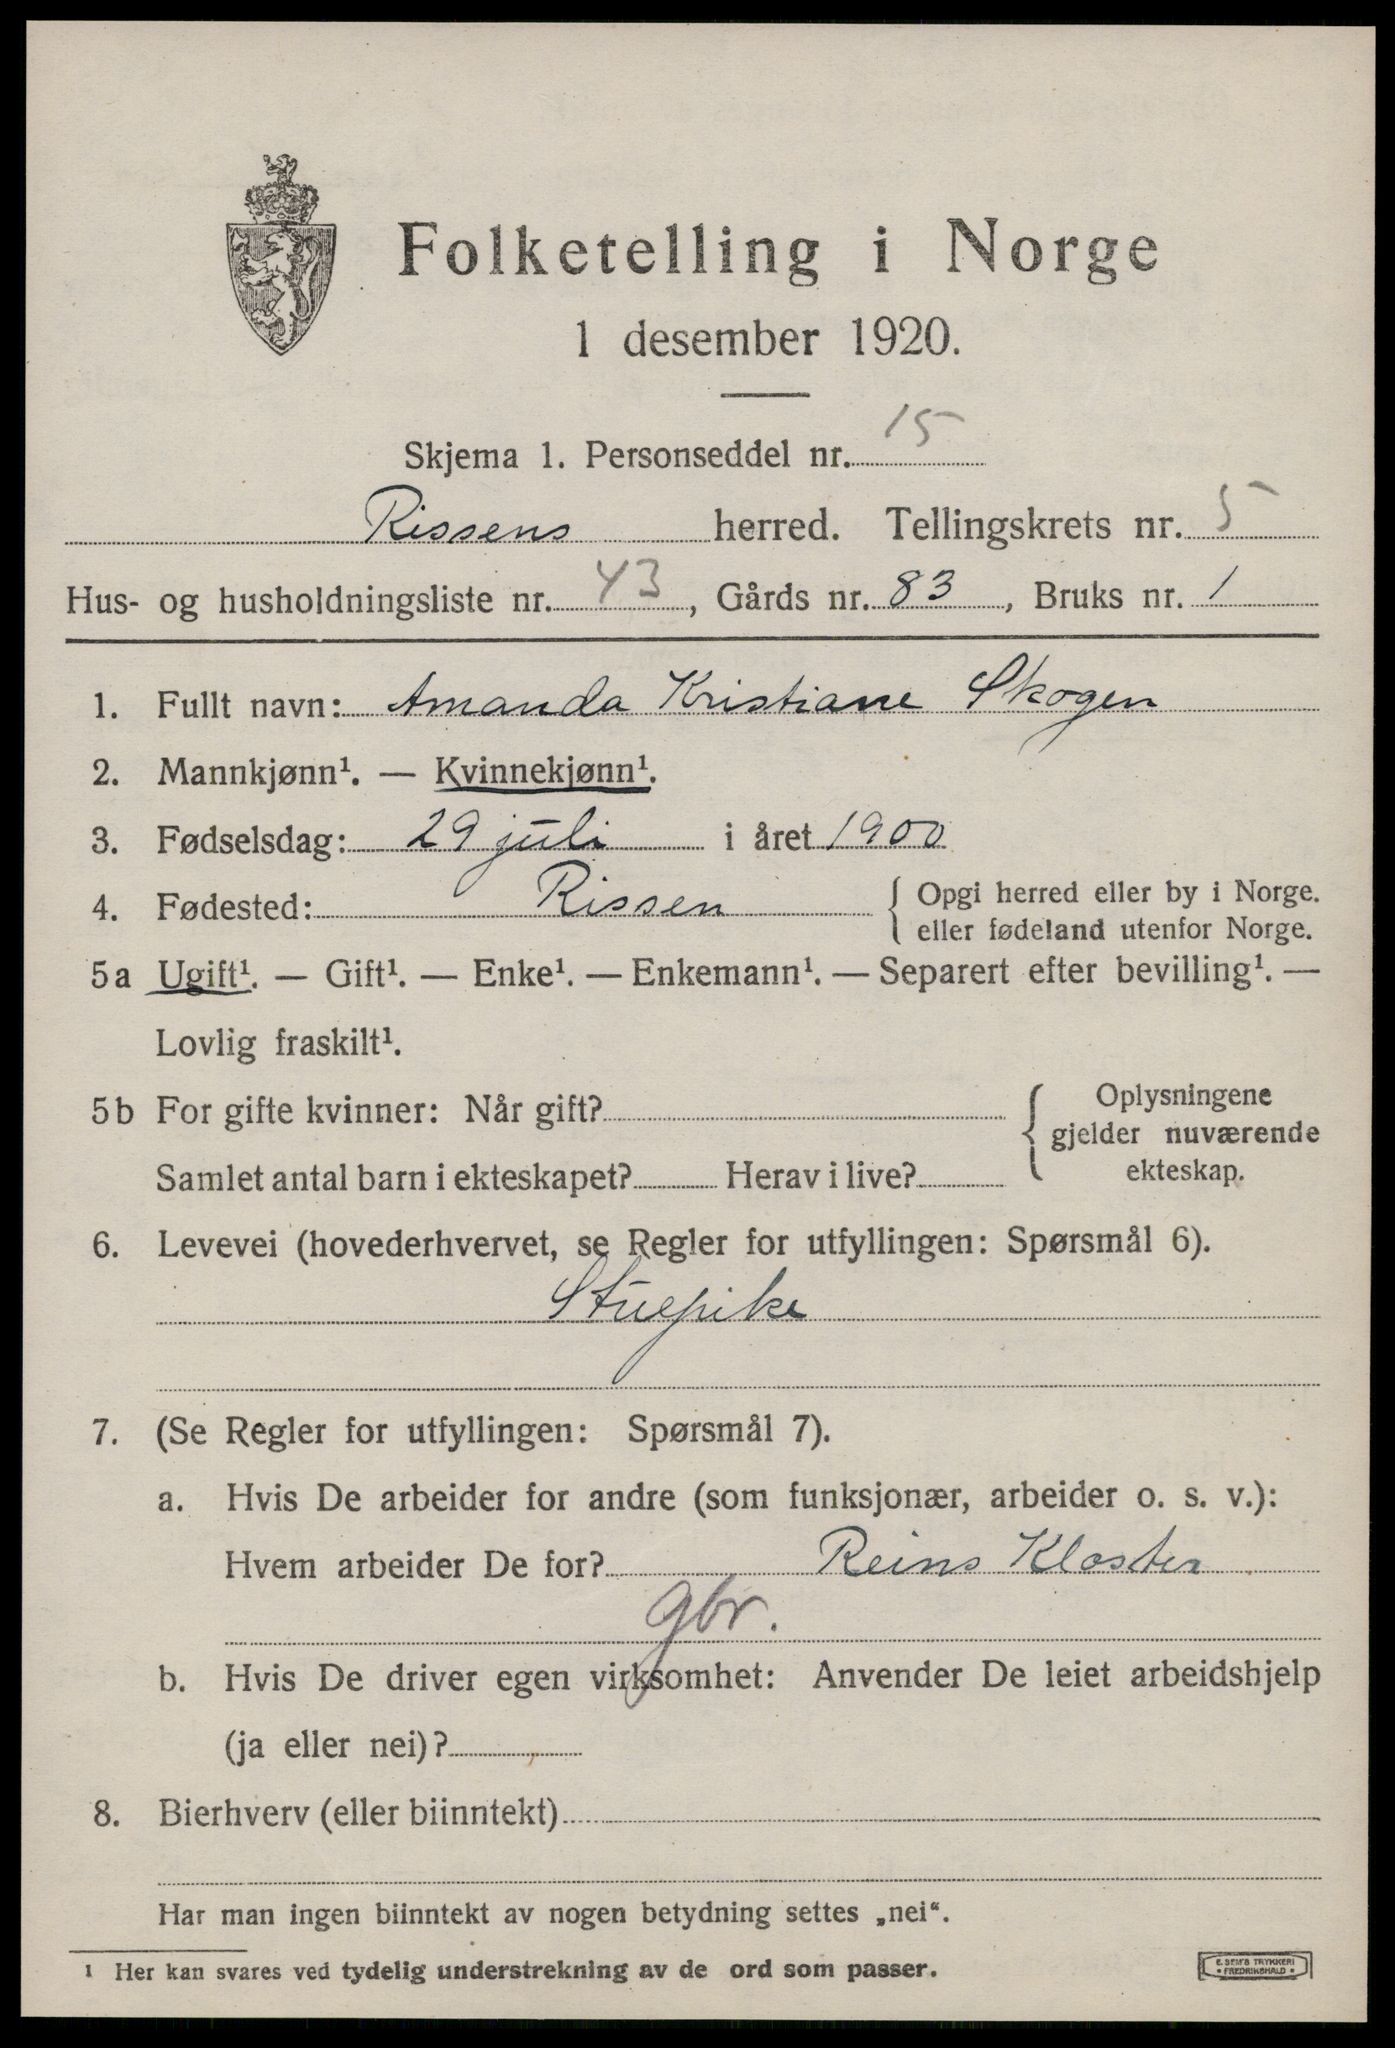 Folketelling i Norge
1 desember 1920.
Skjema 1. Personseddel nr. 15
Rissens herred. Tellingskrets nr. 5
Hus- og husholdningsliste nr. 43, Gårds nr. 83, Bruks nr. 1
1. Fullt navn: Amanda Kristiane Skogen
2. Mannkjønn¹. — Kvinnekjønn¹.
3. Fødselsdag: 29 juli i året 1900
4. Fødested: Rissen { Opgi herred eller by i Norge.
eller fødeland utenfor Norge.
5a Ugift¹. — Gift¹. — Enke¹. — Enkemann¹. — Separert efter bevilling¹. —
Lovlig fraskilt¹.
5b For gifte kvinner: Når gift? { Oplysningene
gjelder nuværende
Samlet antal barn i ekteskapet? Herav i live? ekteskap.
6. Levevei (hovederhvervet, se Regler for utfyllingen: Spørsmål 6).
Stuepike
7. (Se Regler for utfyllingen: Spørsmål 7).
a. Hvis De arbeider for andre (som funksjonær, arbeider o. s. v.):
Hvem arbeider De for? Reins Kloster
gbr.
b. Hvis De driver egen virksomhet: Anvender De leiet arbeidshjelp
(ja eller nei)?
8. Bierhverv (eller biinntekt)
Har man ingen biinntekt av nogen betydning settes „nei“.
¹ Her kan svares ved tydelig understrekning av de ord som passer.
E. SEM'S TRYKKERI
• FREDRIKSHALD •